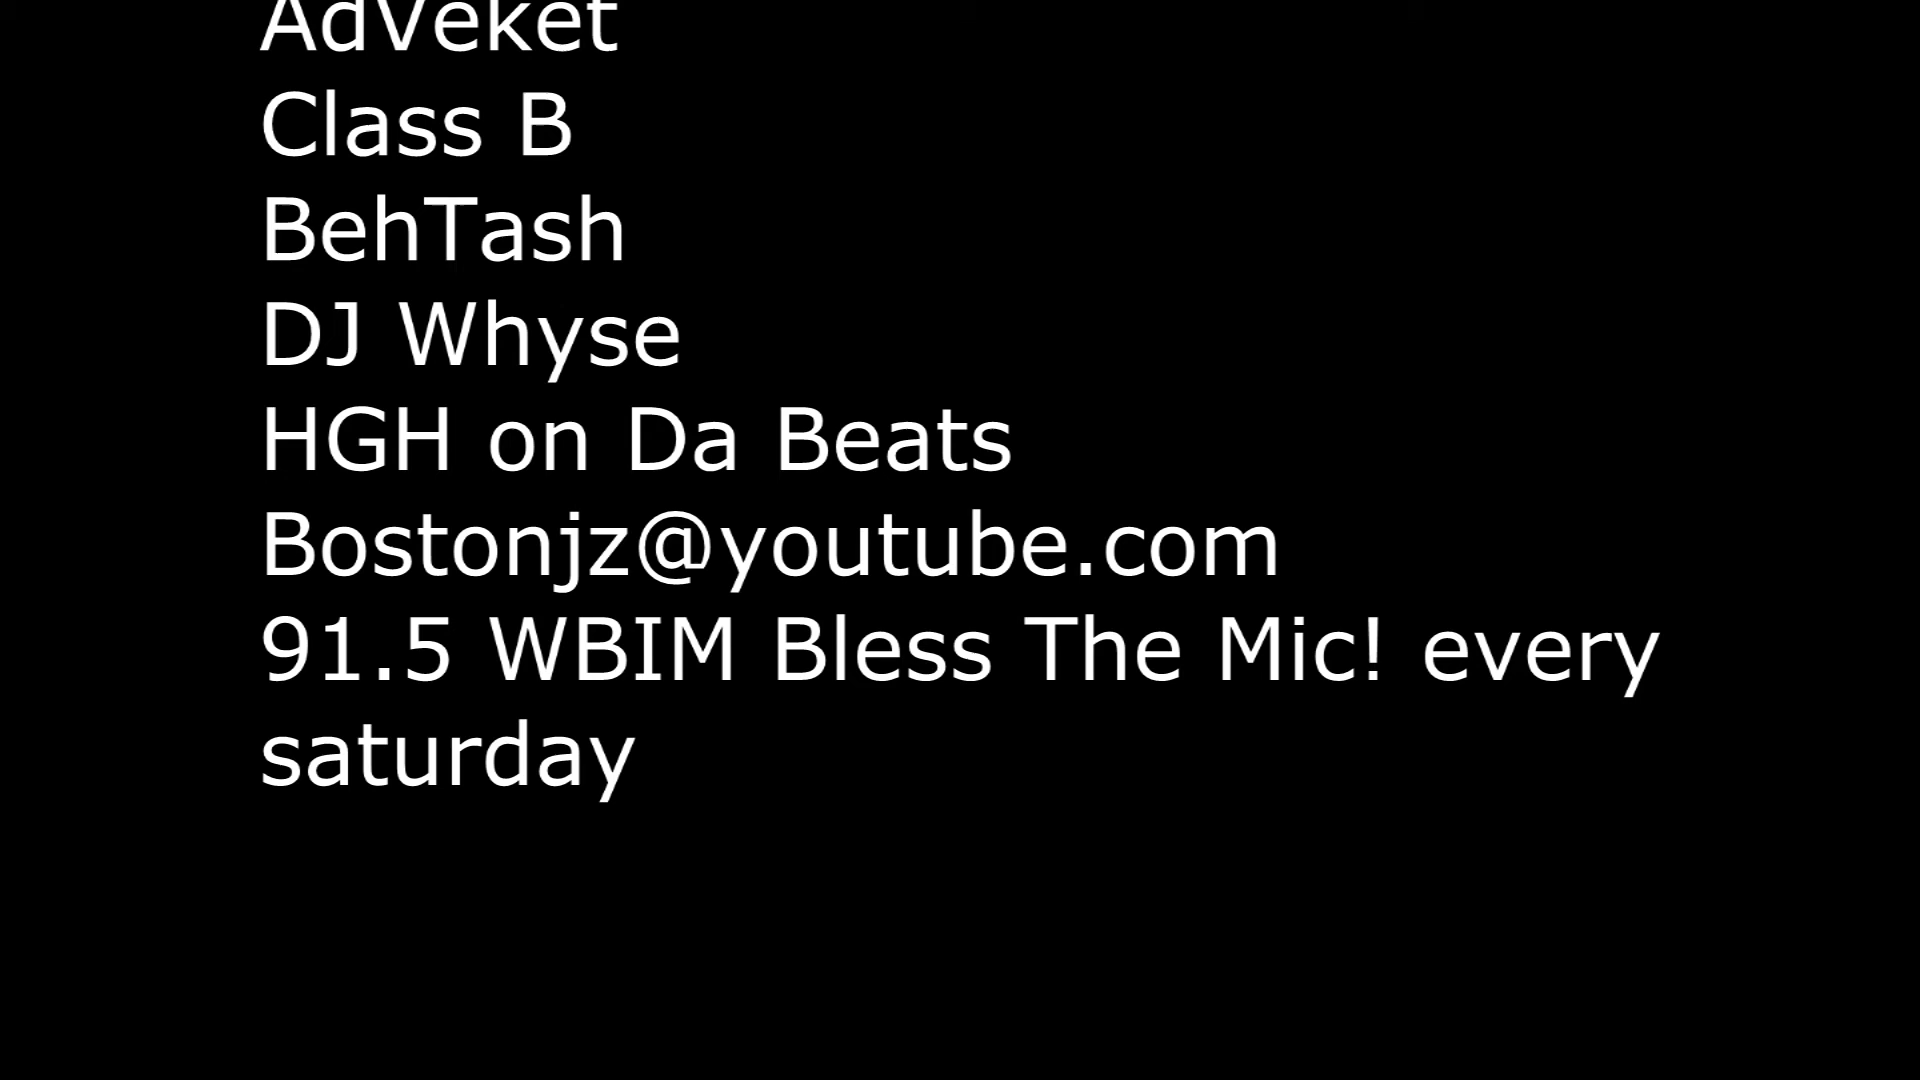 AdVeket
Class B
BehTash
DJ Whyse
HGH on Da Beats
Bostonjz@youtube.com
91.5 WBIM Bless The Mic! every
saturday